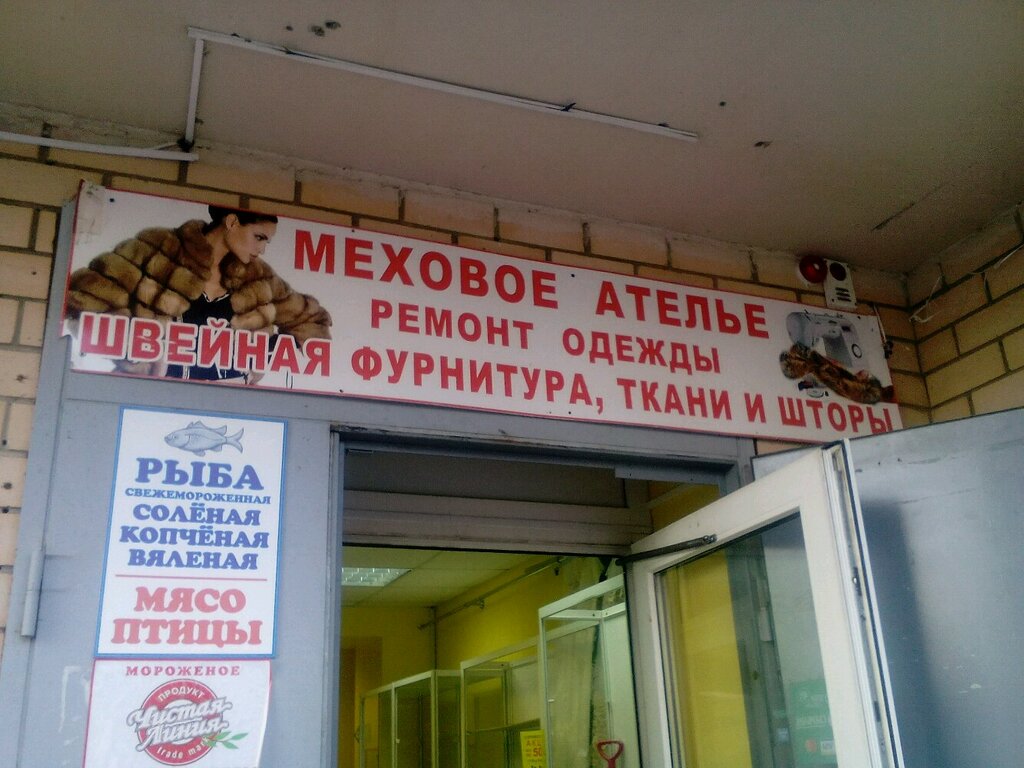 МЕХОВОЕ АТЕЛЬЕ
РЕМОНТ ОДЕЖДЫ
ШВЕЙНАЯ ФУРНИТУРА, ТКАНИ И ШТОРЫ
РЫБА
СВЕЖЕМОРОЖЕННАЯ
СОЛЁНАЯ
КОПЧЁНАЯ
ВЯЛЕНАЯ
МЯСО
ПТИЦЫ
МОРОЖЕНОЕ
ПРОДУКТ
Чистая
Линия
trade mark